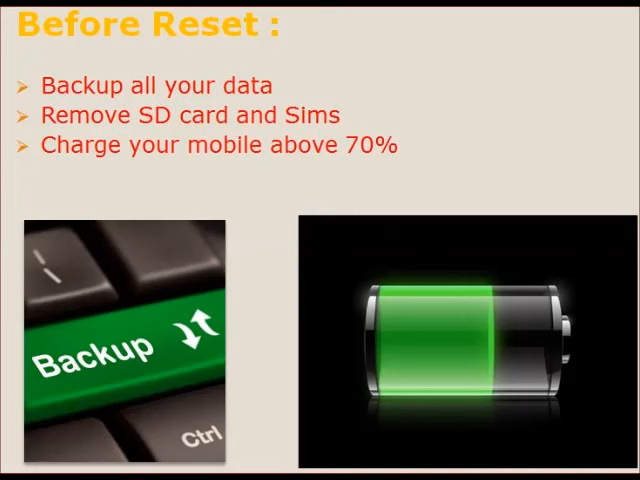 Before Reset :
Backup all your data
Remove SD card and Sims
Charge your mobile above 70%
Backup
Ctrl